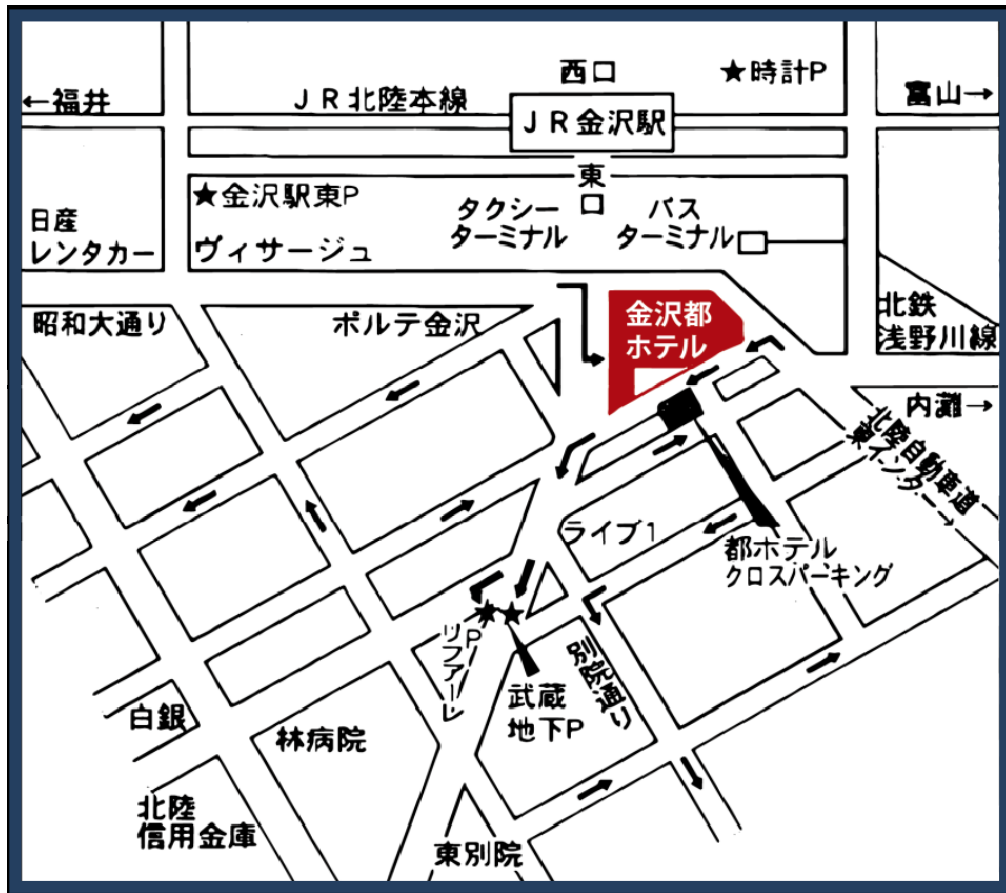 西口
★時計P
←福井
JR北陸本線
富山→
JR金沢駅
東口
★金沢駅東P
タクシー
ターミナル
バス
ターミナル
日産
レンタカー
ヴィサージュ
昭和大通り
ポルテ金沢
金沢都
ホテル
北鉄
浅野川線
内灘→
北陸自動車道
東インター→
ライブ1
都ホテル
クロスパーキング
リファーレP
別院通り
武蔵
地下P
白銀
林病院
北陸
信用金庫
東別院